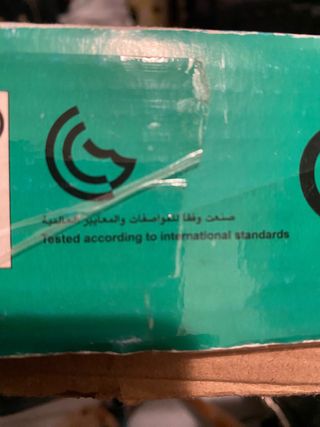 صنعت وفقا للمواصفات والمعايير العالمية
Tested according to international standards